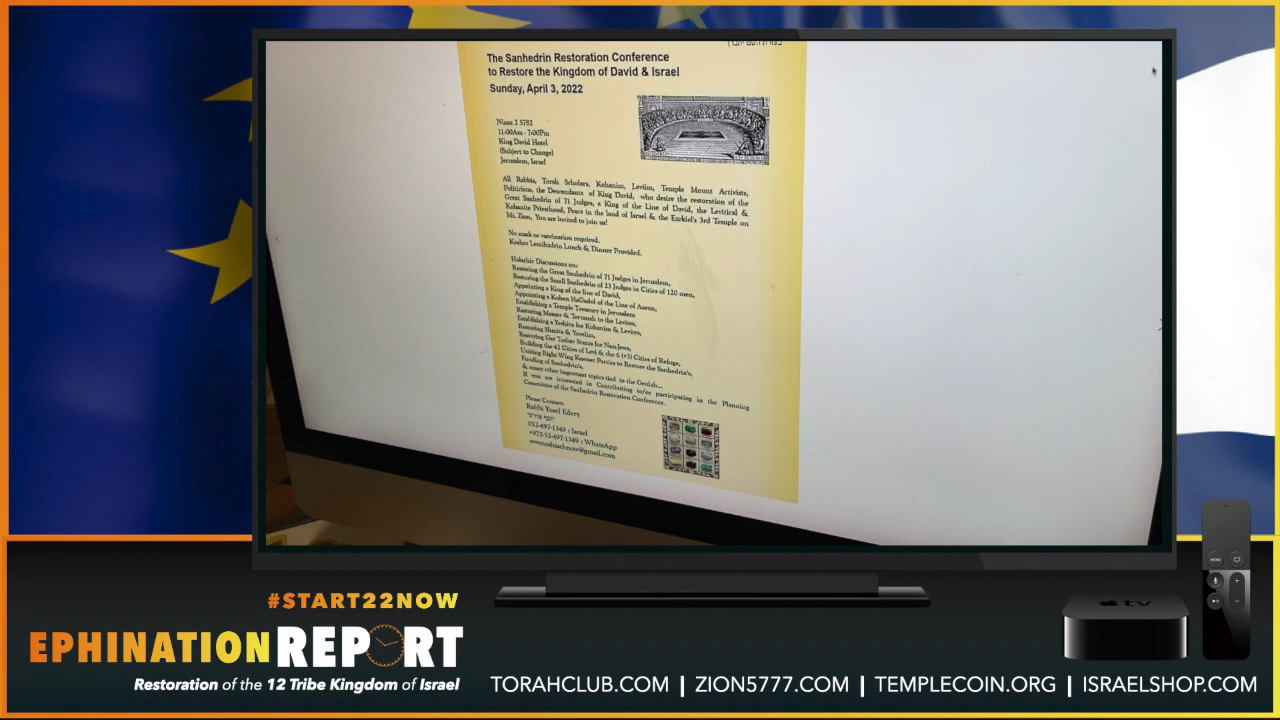 The Sanhedrin Restoration Conference
to Restore the Kingdom of David & Israel
Sunday, April 3, 2022
Nisan 2 5782
11:00Am - 7:00Pm
King David Hotel
(Subject to Change)
Jerusalem, Israel
All Rabbis, Torah Scholars, Kohanim, Leviim, Temple Mount Activists,
Politicians, the Descendants of King David, who desire the restoration of the
Great Sanhedrin of 71 Judges, a King of the Line of David, the Levitical &
Kohanite Priesthood, Peace in the land of Israel & the Ezekiel's 3rd Temple on
Mt. Zion, You are invited to join us!
No mask or vaccination required.
Kosher Lemihadrin Lunch & Dinner Provided.
Halachic Discussions on:
Restoring the Great Sanhedrin of 71 Judges in Jerusalem,
Restoring the Small Sanhedrin of 23 Judges in Cities of 120 men,
Appointing a King of the line of David,
Appointing a Kohen HaGadol of the Line of Aaron,
Establishing a Temple Treasury in Jerusalem
Restoring Maaser & Terumah to the Levites,
Establishing a Yeshiva for Kohanim & Levites,
Restoring Shmita & Yovelim,
Restoring Ger Toshav Status for Non-Jews,
Building the 42 Cities of Levi & the 6 (+3) Cities of Refuge,
Uniting Right Wing Knesset Parties to Restore the Sanhedrin's,
Funding of Sanhedrin's,
& many other important topics tied to the Geulah...
If you are interested in Contributing to/or participating in the Planning
Committee of the Sanhedrin Restoration Conference.
Please Contact:
Rabbi Yosef Edery
052-497-1349 : Israel
+972-52-497-1349 : WhatsApp
#START22NOW
EPHINATION REPORT
Restoration of the 12 Tribe Kingdom of Israel
TORAHCLUB.COM | ZION5777.COM | TEMPLECOIN.ORG | ISRAELSHOP.COM
tv
MENU